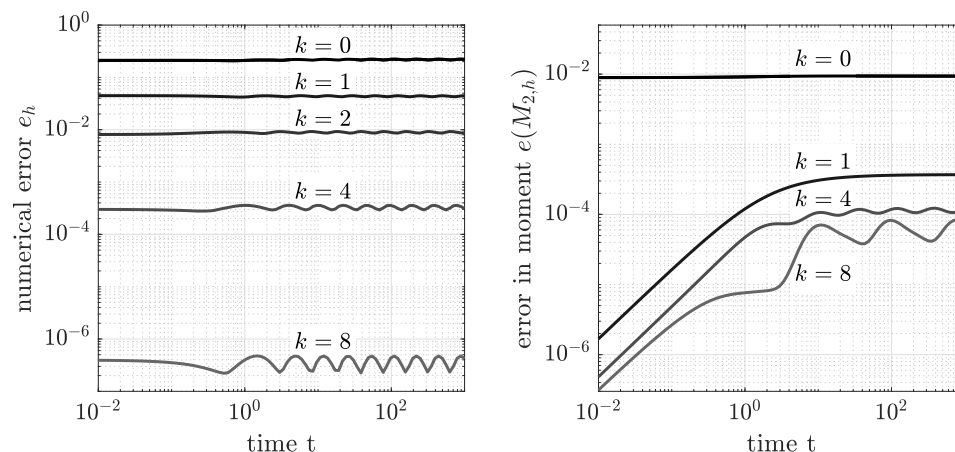 numerical error $e_h$
$10^0$
$10^{-2}$
$10^{-4}$
$10^{-6}$
$k = 0$
$k = 1$
$k = 2$
$k = 4$
$k = 8$
$10^{-2}$ $10^0$ $10^2$
time t
error in moment $e(M_{2,h})$
$10^{-2}$
$10^{-4}$
$10^{-6}$
$k = 0$
$k = 1$
$k = 4$
$k = 8$
$10^{-2}$ $10^0$ $10^2$
time t